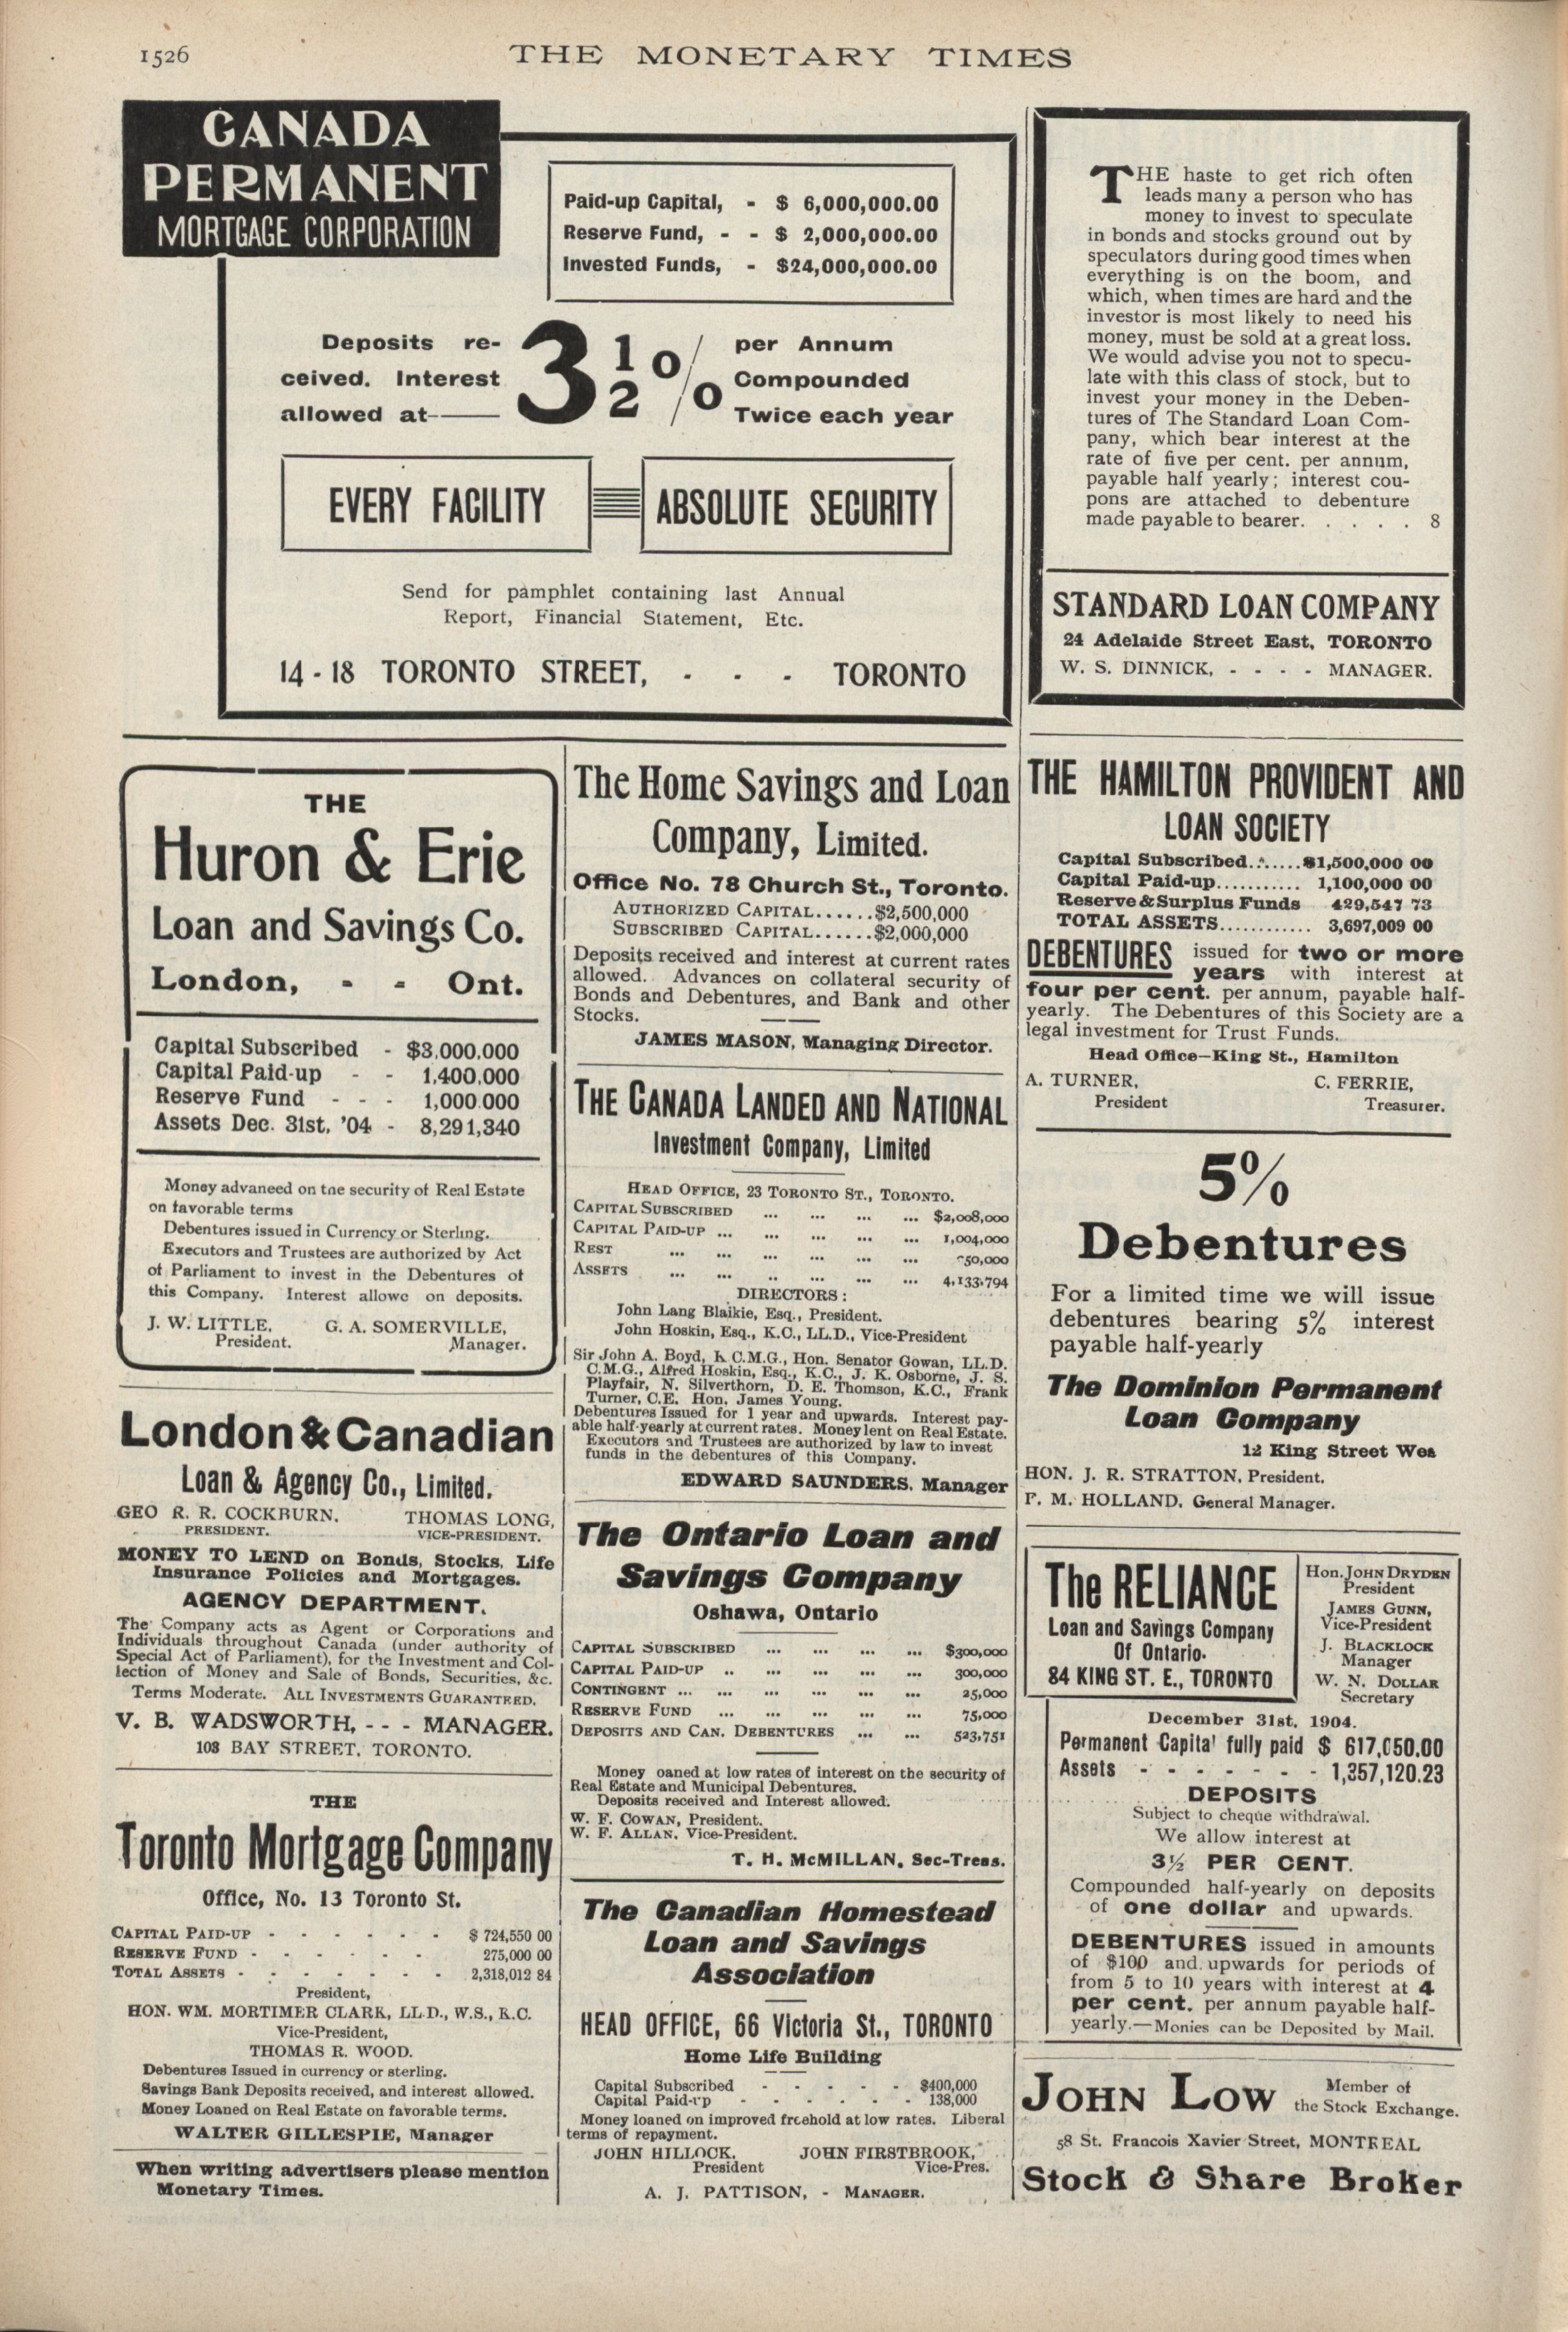 1526
THE MONETARY TIMES
CANADA
PERMANENT
MORTGAGE CORPORATION
Paid-up Capital, - $ 6,000,000.00
Reserve Fund, - - $ 2,000,000.00
Invested Funds, - $24,000,000.00
Deposits re-
ceived. Interest
allowed at
3½%
per Annum
Compounded
Twice each year
EVERY FACILITY
ABSOLUTE SECURITY
Send for pamphlet containing last Annual
Report, Financial Statement, Etc.
14-18 TORONTO STREET, - - - TORONTO
THE haste to get rich often
leads many a person who has
money to invest to speculate
in bonds and stocks ground out by
speculators during good times when
everything is on the boom, and
which, when times are hard and the
investor is most likely to need his
money, must be sold at a great loss.
We would advise you not to specu-
late with this class of stock, but to
invest your money in the Deben-
tures of The Standard Loan Com-
pany, which bear interest at the
rate of five per cent. per annum,
payable half yearly; interest cou-
pons are attached to debenture
made payable to bearer. . . . . 8
STANDARD LOAN COMPANY
24 Adelaide Street East, TORONTO
W. S. DINNICK, - - - - MANAGER.
THE
Huron & Erie
Loan and Savings Co.
London, - - Ont.
Capital Subscribed - $3,000,000
Capital Paid-up - - 1,400,000
Reserve Fund - - - 1,000,000
Assets Dec. 31st, '04 - 8,291,340
Money advaneed on tne security of Real Estate
on favorable terms
Debentures issued in Currency or Sterling.
Executors and Trustees are authorized by Act
of Parliament to invest in the Debentures of
this Company. Interest allowe on deposits.
J. W. LITTLE, G. A. SOMERVILLE,
President. Manager.
London & Canadian
Loan & Agency Co., Limited.
GEO R. R. COCKBURN, THOMAS LONG,
PRESIDENT. VICE-PRESIDENT.
MONEY TO LEND on Bonds, Stocks, Life
Insurance Policies and Mortgages.
AGENCY DEPARTMENT.
The Company acts as Agent or Corporations and
Individuals throughout Canada (under authority of
Special Act of Parliament), for the Investment and Col-
lection of Money and Sale of Bonds, Securities, &c.
Terms Moderate. ALL INVESTMENTS GUARANTEED.
V. B. WADSWORTH, - - - MANAGER.
103 BAY STREET, TORONTO.
THE
Toronto Mortgage Company
Office, No. 13 Toronto St.
CAPITAL PAID-UP - - - - - - $ 724,550 00
RESERVE FUND - - - - - - 275,000 00
TOTAL ASSETS - - - - - - - 2,318,012 84
President,
HON. WM. MORTIMER CLARK, LL.D., W.S., K.C.
Vice-President,
THOMAS R. WOOD.
Debentures Issued in currency or sterling.
Savings Bank Deposits received, and interest allowed.
Money Loaned on Real Estate on favorable terms.
WALTER GILLESPIE, Manager
When writing advertisers please mention
Monetary Times.
The Home Savings and Loan
Company, Limited.
Office No. 78 Church St., Toronto.
AUTHORIZED CAPITAL......$2,500,000
SUBSCRIBED CAPITAL......$2,000,000
Deposits received and interest at current rates
allowed. Advances on collateral security of
Bonds and Debentures, and Bank and other
Stocks.
JAMES MASON, Managing Director.
THE CANADA LANDED AND NATIONAL
Investment Company, Limited
HEAD OFFICE, 23 TORONTO ST., TORONTO.
CAPITAL SUBSCRIBED ... ... ... ... $2,008,000
CAPITAL PAID-UP ... ... ... ... ... 1,004,000
REST ... ... ... ... ... ... 50,000
ASSETS ... ... .. ... ... ... 4,133,794
DIRECTORS:
John Lang Blaikie, Esq., President.
John Hoskin, Esq., K.C., LL.D., Vice-President
Sir John A. Boyd, K C.M.G., Hon. Senator Gowan, LL.D.
C.M.G., Alfred Hoskin, Esq., K.C., J. K. Osborne, J. S.
Playfair, N. Silverthorn, D. E. Thomson, K.C., Frank
Turner, C.E. Hon. James Young.
Debentures Issued for 1 year and upwards. Interest pay-
able half-yearly at current rates. Money lent on Real Estate.
Executors and Trustees are authorized by law to invest
funds in the debentures of this Company.
EDWARD SAUNDERS, Manager
The Ontario Loan and
Savings Company
Oshawa, Ontario
CAPITAL SUBSCRIBED ... ... ... ... $300,000
CAPITAL PAID-UP .. ... ... ... ... 300,000
CONTINGENT ... ... ... ... ... ... 25,000
RESERVE FUND ... ... ... ... ... 75,000
DEPOSITS AND CAN. DEBENTURES ... ... 523,751
Money oaned at low rates of interest on the security of
Real Estate and Municipal Debentures.
Deposits received and Interest allowed.
W. F. COWAN, President.
W. F. ALLAN, Vice-President.
T. H. McMILLAN, Sec-Treas.
The Canadian Homestead
Loan and Savings
Association
HEAD OFFICE, 66 Victoria St., TORONTO
Home Life Building
Capital Subscribed - - - - - $400,000
Capital Paid-up - - - - - - 138,000
Money loaned on improved freehold at low rates. Liberal
terms of repayment.
JOHN HILLOCK, JOHN FIRSTBROOK,
President Vice-Pres.
A. J. PATTISON, - MANAGER.
THE HAMILTON PROVIDENT AND
LOAN SOCIETY
Capital Subscribed........$1,500,000 00
Capital Paid-up........... 1,100,000 00
Reserve & Surplus Funds 429,547 73
TOTAL ASSETS............ 3,697,009 00
DEBENTURES issued for two or more
years with interest at
four per cent. per annum, payable half-
yearly. The Debentures of this Society are a
legal investment for Trust Funds.
Head Office—King St., Hamilton
A. TURNER, C. FERRIE,
President Treasurer.
5%
Debentures
For a limited time we will issue
debentures bearing 5% interest
payable half-yearly
The Dominion Permanent
Loan Company
12 King Street Wes
HON. J. R. STRATTON, President.
F. M. HOLLAND, General Manager.
The RELIANCE
Loan and Savings Company
Of Ontario.
84 KING ST. E., TORONTO
Hon. JOHN DRYDEN
President
JAMES GUNN,
Vice-President
J. BLACKLOCK
Manager
W. N. DOLLAR
Secretary
December 31st, 1904.
Permanent Capital fully paid $ 617,050.00
Assets - - - - - - - 1,357,120.23
DEPOSITS
Subject to cheque withdrawal.
We allow interest at
3½ PER CENT.
Compounded half-yearly on deposits
of one dollar and upwards.
DEBENTURES issued in amounts
of $100 and upwards for periods of
from 5 to 10 years with interest at 4
per cent. per annum payable half-
yearly.—Monies can be Deposited by Mail.
JOHN LOW Member of
the Stock Exchange.
58 St. Francois Xavier Street, MONTREAL
Stock & Share Broker